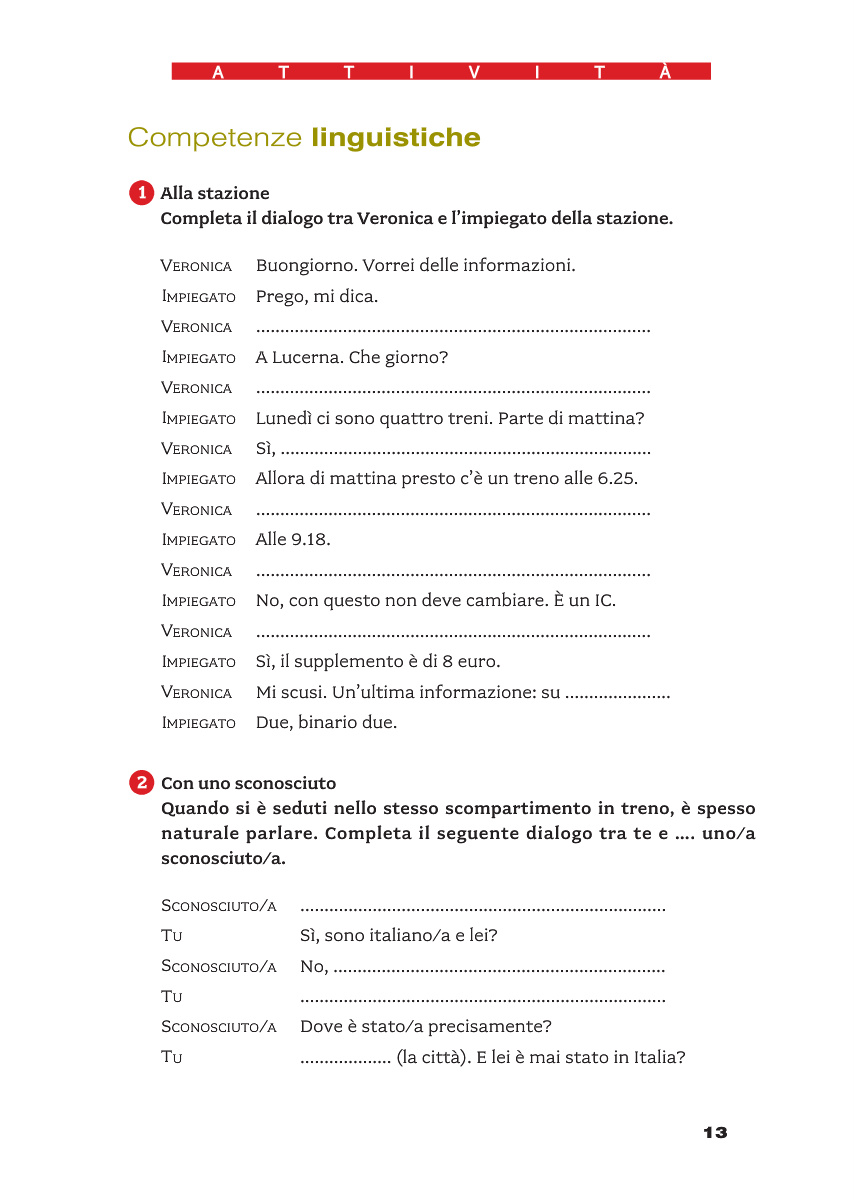 A T T I V I T À
Competenze linguistiche
1 Alla stazione
Completa il dialogo tra Veronica e l’impiegato della stazione.
VERONICA Buongiorno. Vorrei delle informazioni.
IMPIEGATO Prego, mi dica.
VERONICA .................................................................................
IMPIEGATO A Lucerna. Che giorno?
VERONICA .................................................................................
IMPIEGATO Lunedì ci sono quattro treni. Parte di mattina?
VERONICA Sì, ............................................................................
IMPIEGATO Allora di mattina presto c’è un treno alle 6.25.
VERONICA .................................................................................
IMPIEGATO Alle 9.18.
VERONICA .................................................................................
IMPIEGATO No, con questo non deve cambiare. È un IC.
VERONICA .................................................................................
IMPIEGATO Sì, il supplemento è di 8 euro.
VERONICA Mi scusi. Un’ultima informazione: su ......................
IMPIEGATO Due, binario due.
2 Con uno sconosciuto
Quando si è seduti nello stesso scompartimento in treno, è spesso
naturale parlare. Completa il seguente dialogo tra te e .... uno/a
sconosciuto/a.
SCONOSCIUTO/A ...........................................................................
TU Sì, sono italiano/a e lei?
SCONOSCIUTO/A No, ....................................................................
TU ...........................................................................
SCONOSCIUTO/A Dove è stato/a precisamente?
TU ................... (la città). E lei è mai stato in Italia?
13